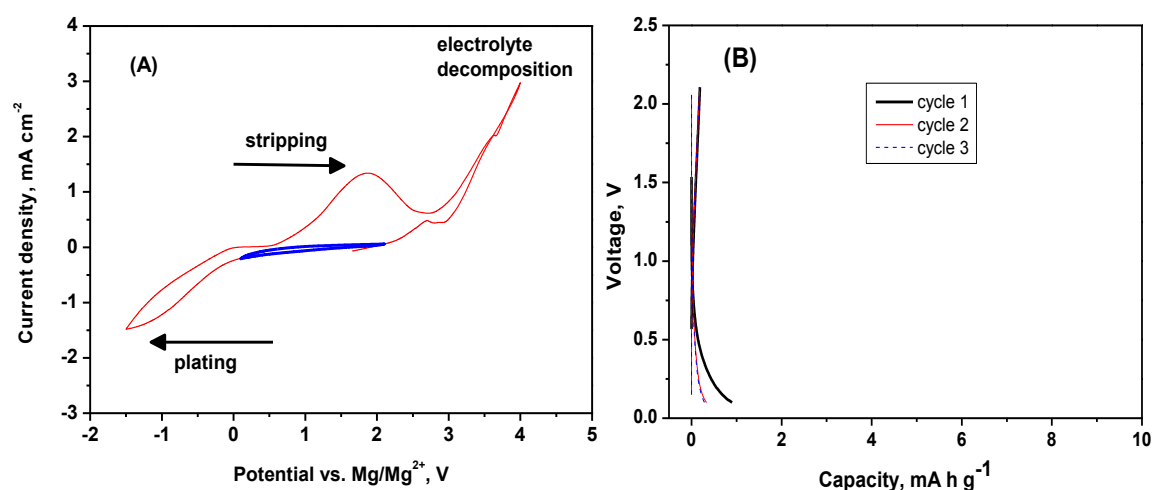 (A)
electrolyte
decomposition
stripping
plating
4
3
2
1
0
-1
-2
-3
Current density, mA cm-2
-2 -1 0 1 2 3 4 5
Potential vs. Mg/Mg2+, V
(B)
cycle 1
cycle 2
cycle 3
2.5
2.0
1.5
1.0
0.5
0.0
Voltage, V
0 2 4 6 8 10
Capacity, mA h g-1